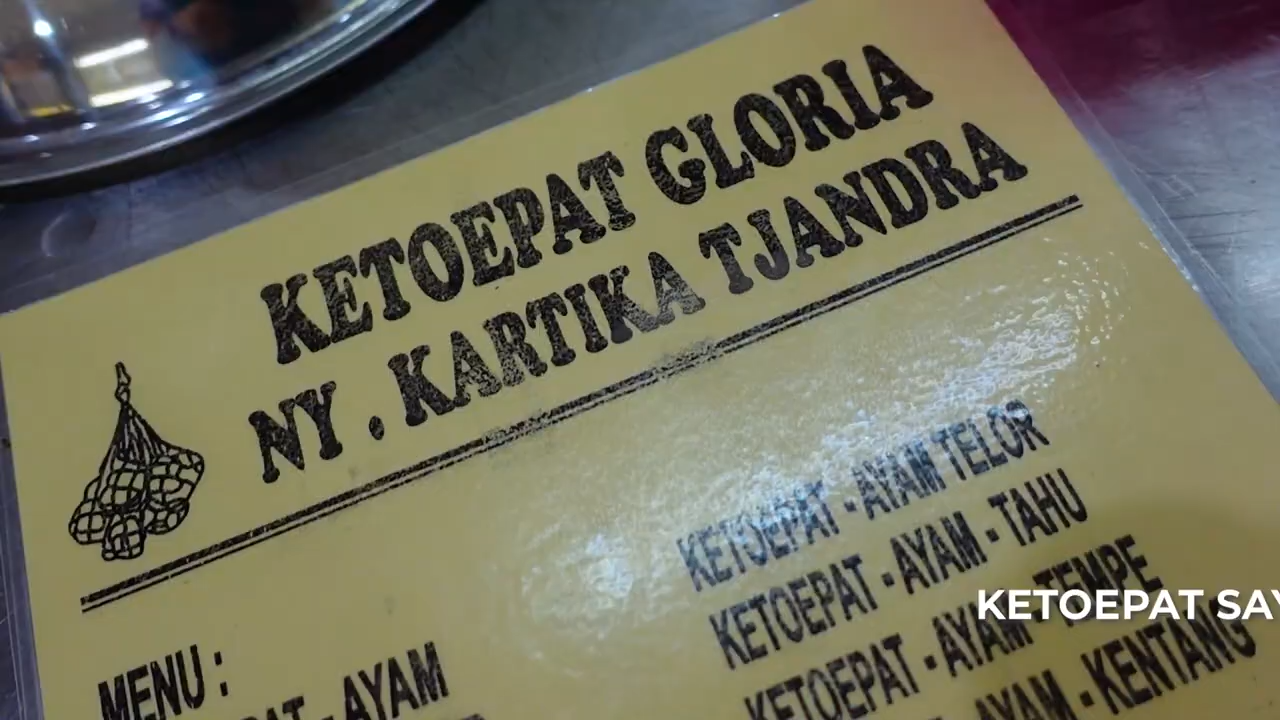 KETOEPAT GLORIA
NY . KARTIKA TJANDRA
MENU :
AYAM
KETOEPAT - AYAM TELOR
KETOEPAT - AYAM - TAHU
KETOEPAT - AYAM - TEMPE
AYAM - KENTANG
KETOEPAT